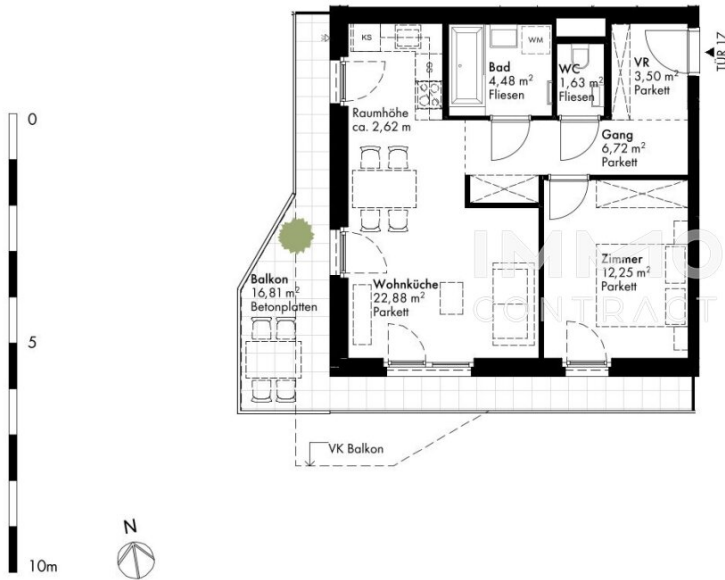 KS
GS
Bad
4,48 m²
Fliesen
WM
WC
1,63 m²
Fliesen
VR
3,50 m²
Parkett
TÜR 17
Raumhöhe
ca. 2,62 m
Gang
6,72 m²
Parkett
Zimmer
12,25 m²
Parkett
Wohnküche
22,88 m²
Parkett
Balkon
16,81 m²
Betonplatten
VK Balkon
IMMO
CONTRACT
0
5
10m
N